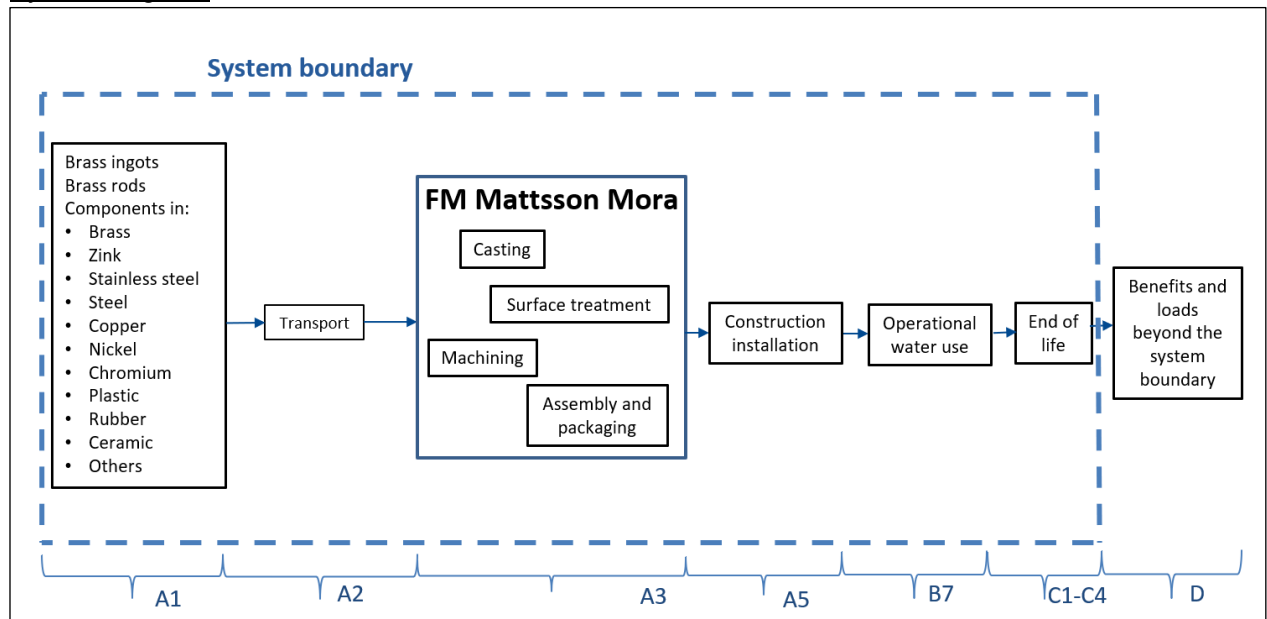 System boundary
Brass ingots
Brass rods
Components in:
• Brass
• Zink
• Stainless steel
• Steel
• Copper
• Nickel
• Chromium
• Plastic
• Rubber
• Ceramic
• Others
Transport
FM Mattsson Mora
Casting
Surface treatment
Machining
Assembly and
packaging
Construction
installation
Operational
water use
End of
life
Benefits and
loads
beyond the
system
boundary
A1
A2
A3
A5
B7
C1-C4
D